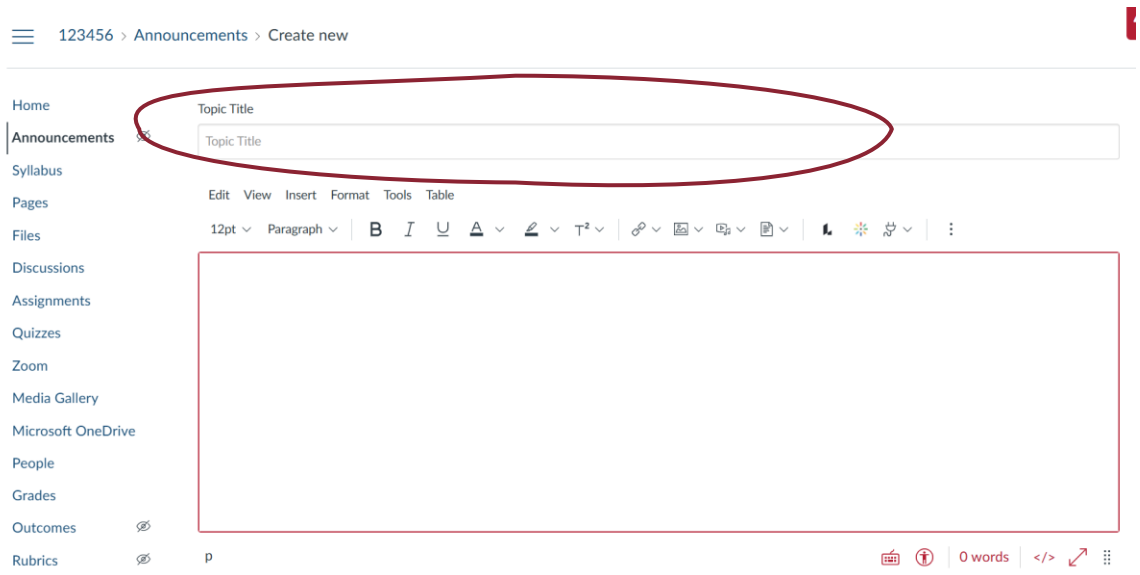 123456 > Announcements > Create new
Home
Announcements
Syllabus
Pages
Files
Discussions
Assignments
Quizzes
Zoom
Media Gallery
Microsoft OneDrive
People
Grades
Outcomes
Rubrics
Topic Title
Topic Title
Edit View Insert Format Tools Table
12pt Paragraph B I U A T²
p 0 words </>